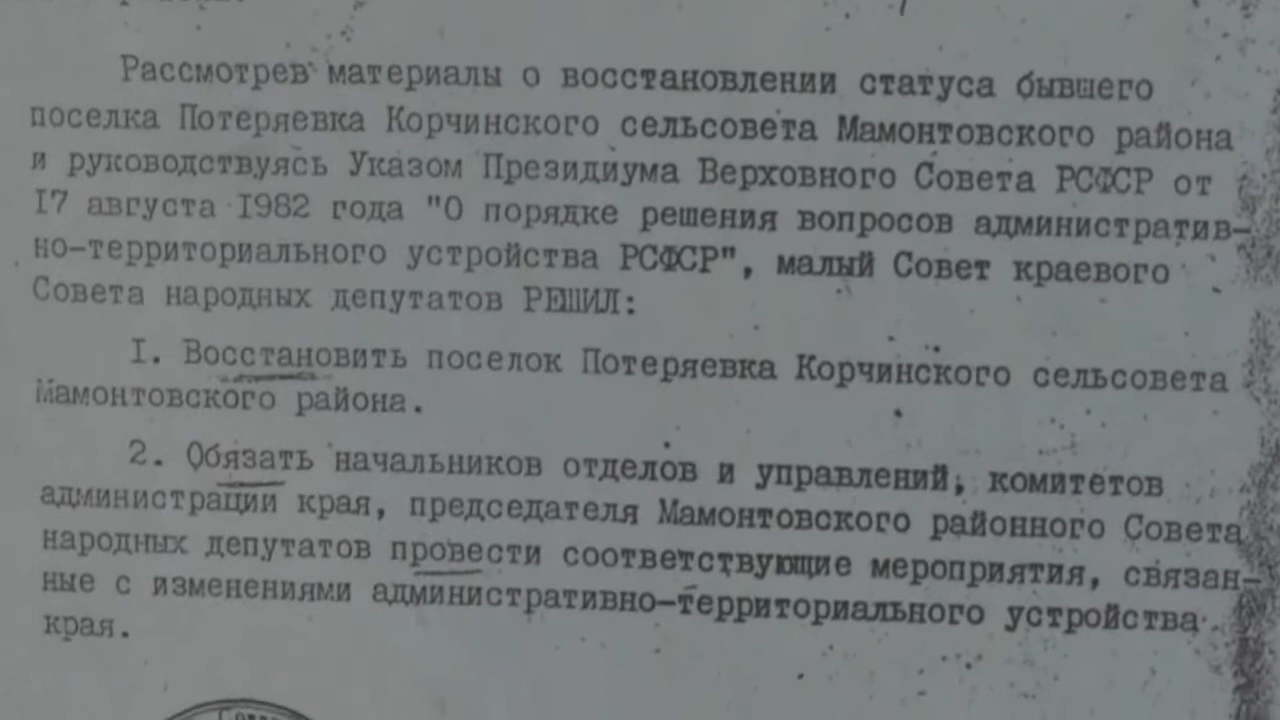 Рассмотрев материалы о восстановлении статуса бывшего
поселка Потеряевка Корчинского сельсовета Мамонтовского района
и руководствуясь Указом Президиума Верховного Совета РСФСР от
I7 августа I982 года "О порядке решения вопросов административ-
но-территориального устройства РСФСР", малый Совет краевого
Совета народных депутатов РЕШИЛ:
I. Восстановить поселок Потеряевка Корчинского сельсовета
Мамонтовского района.
2. Обязать начальников отделов и управлений, комитетов
администрации края, председателя Мамонтовского районного Совета
народных депутатов провести соответствующие мероприятия, связан-
ные с изменениями административно-территориального устройства
края.